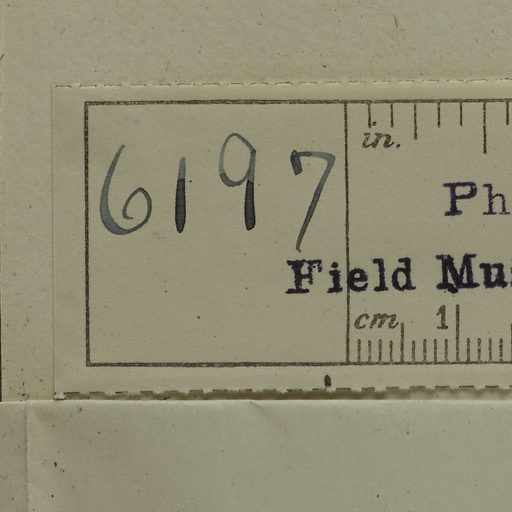 6197
in.
Ph
Field Mu
cm 1